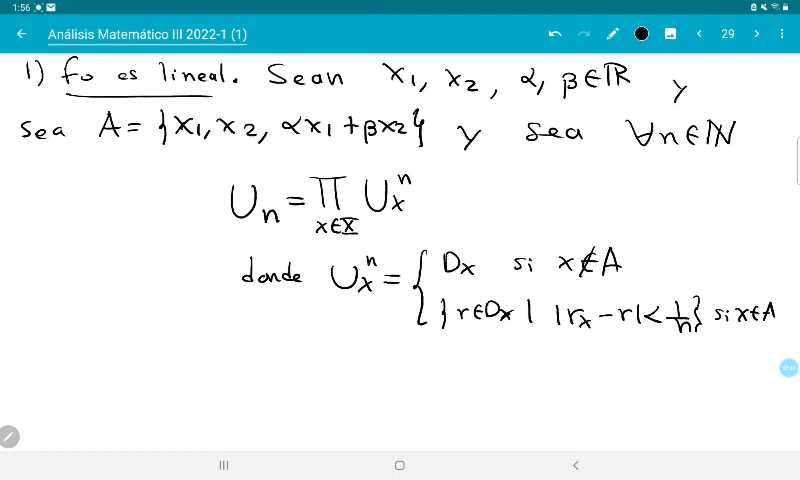 1:56
Análisis Matemático III 2022-1 (1)
29
1) f₀ es lineal. Sean x₁, x₂, α, β∈ℝ y
sea A = {x₁, x₂, αx₁+βx₂} y sea ∀n∈ℕ
Uₙ = ∏ Uₓⁿ
x∈X
donde Uₓⁿ = { Dₓ si x∉A
{r∈Dₓ | |rₓ - r| < 1/n} si x∈A